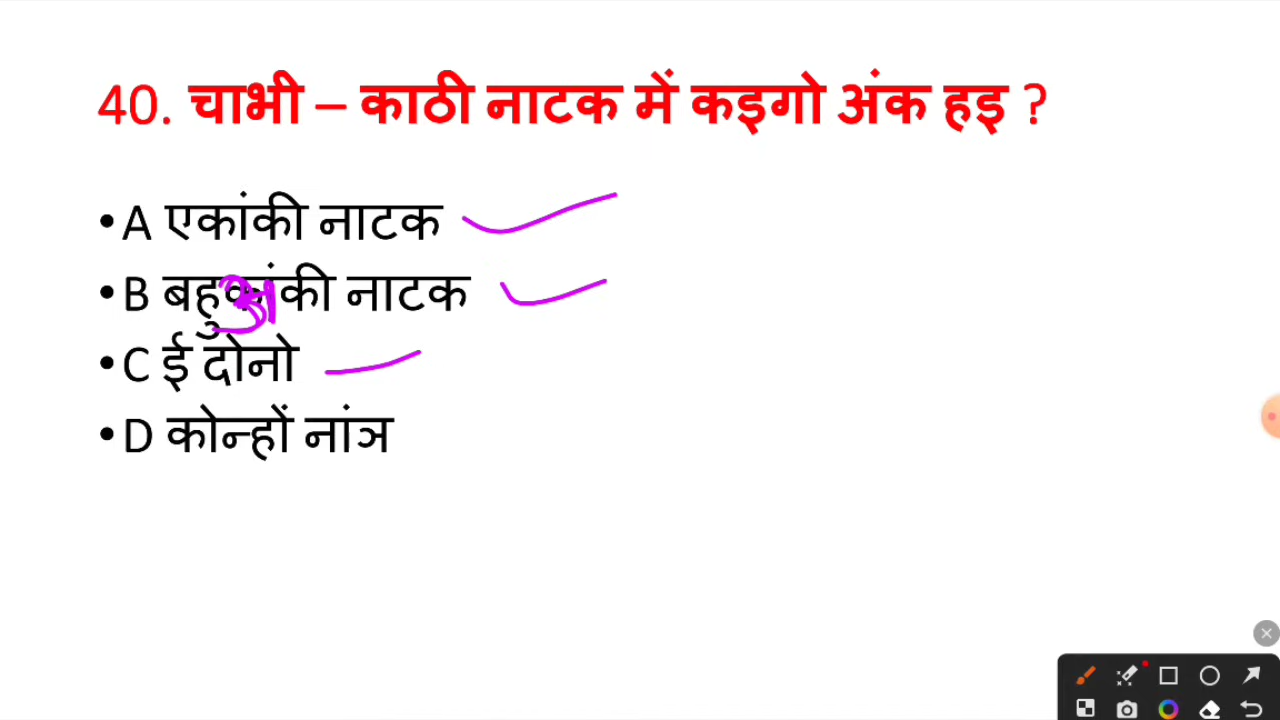 40. चाभी – काठी नाटक में कइगो अंक हइ ?
•A एकांकी नाटक
•B बहुकांकी नाटक
अ
•C ई दोनो
•D कोन्हों नांञ